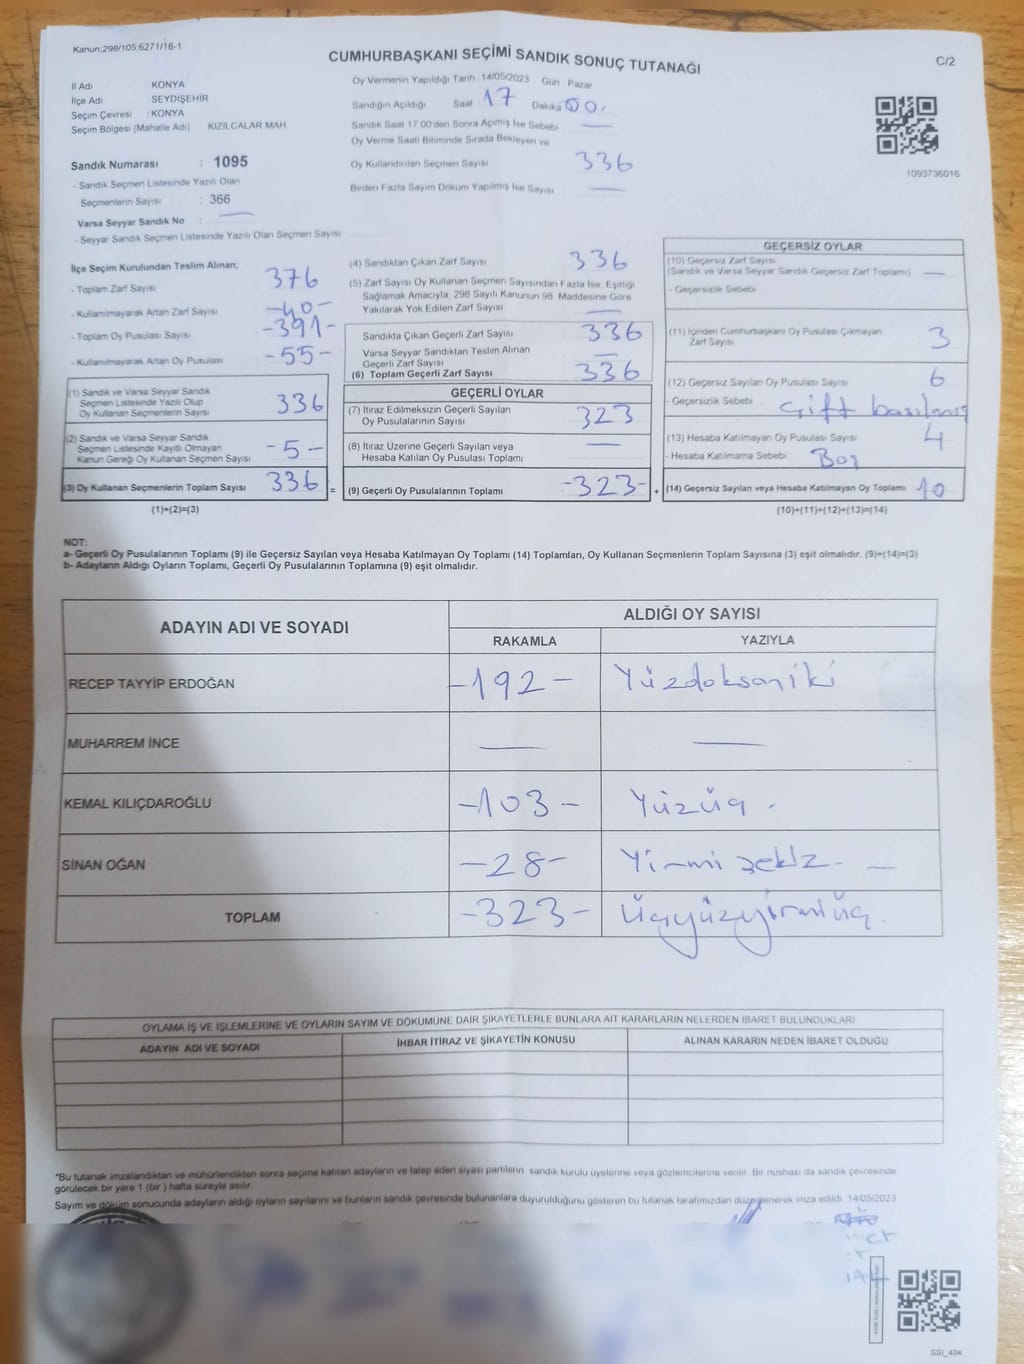 Kanun,298/105,6271/18-1
CUMHURBAŞKANI SEÇİMİ SANDIK SONUÇ TUTANAĞI
C/2
İl Adı KONYA
İlçe Adı SEYDİŞEHİR
Seçim Çevresi : KONYA
Seçim Bölgesi (Mahalle Adı) KIZILCALAR MAH
Sandık Numarası : 1095
- Sandık Seçmen Listesinde Yazılı Olan
Seçmenlerin Sayısı : 366
Varsa Seyyar Sandık No :
- Seyyar Sandık Seçmen Listesinde Yazılı Olan Seçmen Sayısı:
Oy Vermenin Yapıldığı Tarih : 14/05/2023 Gün Pazar
Sandığın Açıldığı Saat 17 Dakika 00
Sandık Saat 17:00'den Sonra Açılmış İse Sebebi
Oy Verme Saati Bitiminde Sırada Bekleyen ve
Oy Kullandırılan Seçmen Sayısı 336
Birden Fazla Sayım Döküm Yapılmış İse Sayısı
1093736016
İlçe Seçim Kurulundan Teslim Alınan;
- Toplam Zarf Sayısı 376
- Kullanılmayarak Artan Zarf Sayısı -40-
- Toplam Oy Pusulası Sayısı -391-
- Kullanılmayarak Artan Oy Pusulası -55-
(1) Sandık ve Varsa Seyyar Sandık
Seçmen Listesinde Yazılı Olup
Oy Kullanan Seçmenlerin Sayısı 336
(2) Sandık ve Varsa Seyyar Sandık
Seçmen Listesinde Kayıtlı Olmayan
Kanun Gereği Oy Kullanan Seçmen Sayısı -5-
(3) Oy Kullanan Seçmenlerin Toplam Sayısı 336 =
(1)+(2)=(3)
(4) Sandıktan Çıkan Zarf Sayısı 336
(5) Zarf Sayısı Oy Kullanan Seçmen Sayısından Fazla İse, Eşitliği
Sağlamak Amacıyla, 298 Sayılı Kanunun 98. Maddesine Göre
Yakılarak Yok Edilen Zarf Sayısı
Sandıkta Çıkan Geçerli Zarf Sayısı 336
Varsa Seyyar Sandıktan Teslim Alınan
Geçerli Zarf Sayısı
(6) Toplam Geçerli Zarf Sayısı 336
GEÇERLİ OYLAR
(7) İtiraz Edilmeksizin Geçerli Sayılan
Oy Pusulalarının Sayısı 323
(8) İtiraz Üzerine Geçerli Sayılan veya
Hesaba Katılan Oy Pusulası Toplamı
(9) Geçerli Oy Pusulalarının Toplamı -323- +
GEÇERSİZ OYLAR
(10) Geçersiz Zarf Sayısı
(Sandık ve Varsa Seyyar Sandık Geçersiz Zarf Toplamı)
- Geçersizlik Sebebi
(11) İçinden Cumhurbaşkanı Oy Pusulası Çıkmayan
Zarf Sayısı 3
(12) Geçersiz Sayılan Oy Pusulası Sayısı 6
- Geçersizlik Sebebi Çift basılmış
(13) Hesaba Katılmayan Oy Pusulası Sayısı 4
- Hesaba Katılmama Sebebi Boş
(14) Geçersiz Sayılan veya Hesaba Katılmayan Oy Toplamı 10
(10)+(11)+(12)+(13)=(14)
NOT:
a- Geçerli Oy Pusulalarının Toplamı (9) ile Geçersiz Sayılan veya Hesaba Katılmayan Oy Toplamı (14) Toplamları, Oy Kullanan Seçmenlerin Toplam Sayısına (3) eşit olmalıdır. (9)+(14)=(3)
b- Adayların Aldığı Oyların Toplamı, Geçerli Oy Pusulalarının Toplamına (9) eşit olmalıdır.
ADAYIN ADI VE SOYADI ALDIĞI OY SAYISI
RAKAMLA YAZIYLA
RECEP TAYYİP ERDOĞAN -192- Yüzdoksaniki
MUHARREM İNCE
KEMAL KILIÇDAROĞLU -103- Yüzüç
SİNAN OĞAN -28- Yirmi sekiz
TOPLAM -323- Üçyüzyirmiüç
OYLAMA İŞ VE İŞLEMLERİNE VE OYLARIN SAYIM VE DÖKÜMÜNE DAİR ŞİKAYETLERLE BUNLARA AİT KARARLARIN NELERDEN İBARET BULUNDUKLARI
ADAYIN ADI VE SOYADI İHBAR İTİRAZ VE ŞİKAYETİN KONUSU ALINAN KARARIN NEDEN İBARET OLDUĞU
*Bu tutanak imzalandıktan ve mühürlendikten sonra seçime katılan adayların ve talep eden siyasi partilerin sandık kurulu üyelerine veya gözlemcilerine verilir. Bir nüshası da sandık çevresinde
görülecek bir yere 1 (bir) hafta süreyle asılır.
Sayım ve döküm sonucunda adayların aldığı oyların sayılarını ve bunların sandık çevresinde bulunanlara duyurulduğunu gösteren bu tutanak tarafımızdan düzenlenerek imza edildi. 14/05/2023
SSI_404